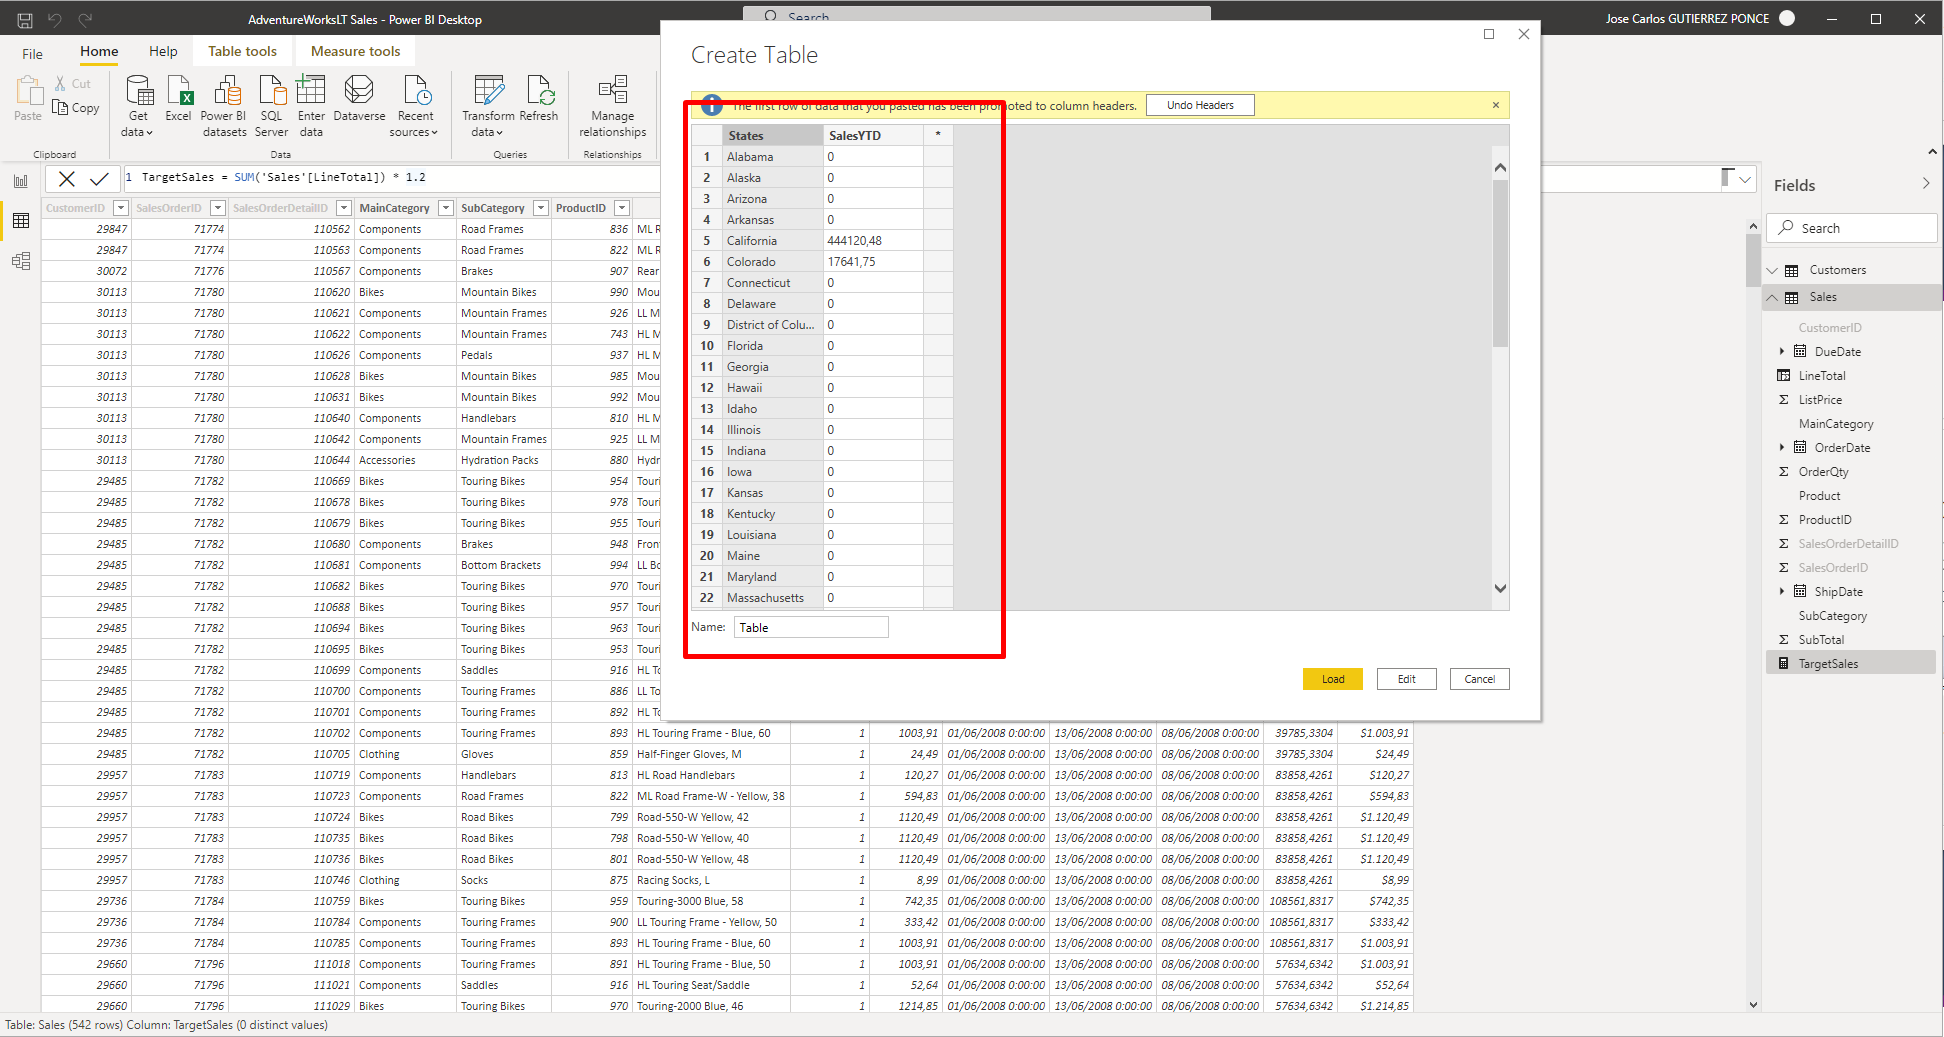 AdventureWorksLT Sales - Power BI Desktop
Search
Jose Carlos GUTIERREZ PONCE
File
Home
Help
Table tools
Measure tools
Paste
Cut
Copy
Clipboard
Get data
Excel
Power BI datasets
SQL Server
Enter data
Dataverse
Recent sources
Data
Transform data
Refresh
Queries
Manage relationships
Relationships
1 TargetSales = SUM('Sales'[LineTotal]) * 1.2
Create Table
The first row of data that you pasted has been promoted to column headers.
Undo Headers
States SalesYTD *
1 Alabama 0
2 Alaska 0
3 Arizona 0
4 Arkansas 0
5 California 444120,48
6 Colorado 17641,75
7 Connecticut 0
8 Delaware 0
9 District of Colu... 0
10 Florida 0
11 Georgia 0
12 Hawaii 0
13 Idaho 0
14 Illinois 0
15 Indiana 0
16 Iowa 0
17 Kansas 0
18 Kentucky 0
19 Louisiana 0
20 Maine 0
21 Maryland 0
22 Massachusetts 0
Name: Table
Load
Edit
Cancel
CustomerID SalesOrderID SalesOrderDetailID MainCategory SubCategory ProductID
29847 71774 110562 Components Road Frames 836 ML R
29847 71774 110563 Components Road Frames 822 ML R
30072 71776 110567 Components Brakes 907 Rear
30113 71780 110620 Bikes Mountain Bikes 990 Mou
30113 71780 110621 Components Mountain Frames 926 LL M
30113 71780 110622 Components Mountain Frames 743 HL M
30113 71780 110626 Components Pedals 937 HL M
30113 71780 110628 Bikes Mountain Bikes 985 Mou
30113 71780 110631 Bikes Mountain Bikes 992 Mou
30113 71780 110640 Components Handlebars 810 HL M
30113 71780 110643 Components Mountain Frames 925 LL M
30113 71780 110644 Accessories Hydration Packs 880 Hydr
29485 71782 110669 Bikes Touring Bikes 954 Touri
29485 71782 110678 Bikes Touring Bikes 978 Touri
29485 71782 110679 Bikes Touring Bikes 955 Touri
29485 71782 110680 Components Brakes 948 Fron
29485 71782 110681 Components Bottom Brackets 994 LL Bo
29485 71782 110682 Bikes Touring Bikes 970 Touri
29485 71782 110688 Bikes Touring Bikes 957 Touri
29485 71782 110694 Bikes Touring Bikes 963 Touri
29485 71782 110695 Bikes Touring Bikes 953 Touri
29485 71782 110699 Components Saddles 916 HL To
29485 71782 110700 Components Touring Frames 886 LL To
29485 71782 110701 Components Touring Frames 892 HL To
29485 71782 110702 Components Touring Frames 893 HL Touring Frame - Blue, 60 1 1003,91 01/06/2008 0:00:00 13/06/2008 0:00:00 08/06/2008 0:00:00 39785,3304 $1.003,91
29485 71782 110705 Clothing Gloves 859 Half-Finger Gloves, M 1 24,49 01/06/2008 0:00:00 13/06/2008 0:00:00 08/06/2008 0:00:00 39785,3304 $24,49
29957 71783 110719 Components Handlebars 813 HL Road Handlebars 1 120,27 01/06/2008 0:00:00 13/06/2008 0:00:00 08/06/2008 0:00:00 83858,4261 $120,27
29957 71783 110723 Components Road Frames 822 ML Road Frame-W - Yellow, 38 1 594,83 01/06/2008 0:00:00 13/06/2008 0:00:00 08/06/2008 0:00:00 83858,4261 $594,83
29957 71783 110724 Bikes Road Bikes 799 Road-550-W Yellow, 42 1 1120,49 01/06/2008 0:00:00 13/06/2008 0:00:00 08/06/2008 0:00:00 83858,4261 $1.120,49
29957 71783 110735 Bikes Road Bikes 798 Road-550-W Yellow, 40 1 1120,49 01/06/2008 0:00:00 13/06/2008 0:00:00 08/06/2008 0:00:00 83858,4261 $1.120,49
29957 71783 110736 Bikes Road Bikes 801 Road-550-W Yellow, 48 1 1120,49 01/06/2008 0:00:00 13/06/2008 0:00:00 08/06/2008 0:00:00 83858,4261 $1.120,49
29957 71783 110746 Clothing Socks 875 Racing Socks, L 1 8,99 01/06/2008 0:00:00 13/06/2008 0:00:00 08/06/2008 0:00:00 83858,4261 $8,99
29736 71784 110759 Bikes Touring Bikes 959 Touring-3000 Blue, 58 1 742,35 01/06/2008 0:00:00 13/06/2008 0:00:00 08/06/2008 0:00:00 108561,8317 $742,35
29736 71784 110784 Components Touring Frames 900 LL Touring Frame - Yellow, 50 1 333,42 01/06/2008 0:00:00 13/06/2008 0:00:00 08/06/2008 0:00:00 108561,8317 $333,42
29736 71784 110785 Components Touring Frames 893 HL Touring Frame - Blue, 60 1 1003,91 01/06/2008 0:00:00 13/06/2008 0:00:00 08/06/2008 0:00:00 108561,8317 $1.003,91
29660 71796 111018 Components Touring Frames 891 HL Touring Frame - Blue, 50 1 1003,91 01/06/2008 0:00:00 13/06/2008 0:00:00 08/06/2008 0:00:00 57634,6342 $1.003,91
29660 71796 111021 Components Saddles 916 HL Touring Seat/Saddle 1 52,64 01/06/2008 0:00:00 13/06/2008 0:00:00 08/06/2008 0:00:00 57634,6342 $52,64
29660 71796 111029 Bikes Touring Bikes 970 Touring-2000 Blue, 46 1 1214,85 01/06/2008 0:00:00 13/06/2008 0:00:00 08/06/2008 0:00:00 57634,6342 $1.214,85
Fields
Search
Customers
Sales
CustomerID
DueDate
LineTotal
ListPrice
MainCategory
OrderDate
OrderQty
Product
ProductID
SalesOrderDetailID
SalesOrderID
ShipDate
SubCategory
SubTotal
TargetSales
Table: Sales (542 rows) Column: TargetSales (0 distinct values)